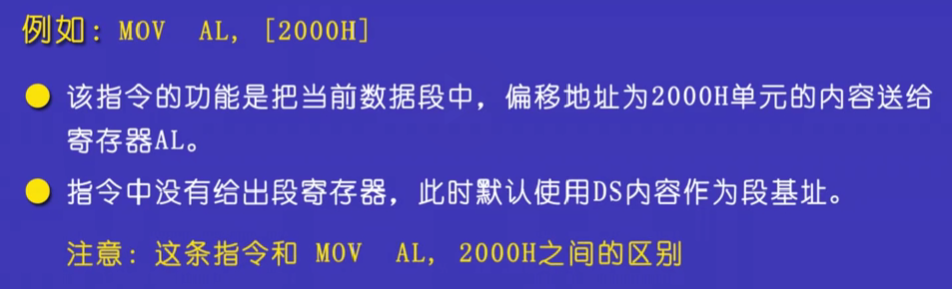 例如：MOV AL, [2000H]
该指令的功能是把当前数据段中，偏移地址为2000H单元的内容送给
寄存器AL。
指令中没有给出段寄存器，此时默认使用DS内容作为段基址。
注意：这条指令和 MOV AL, 2000H之间的区别